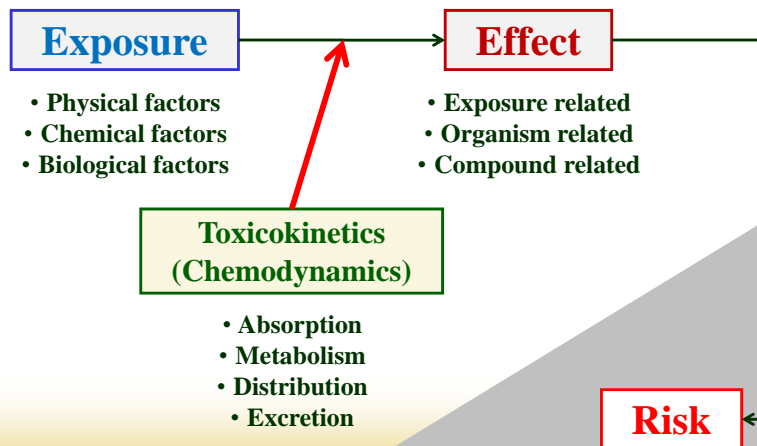 Exposure
• Physical factors
• Chemical factors
• Biological factors
Effect
• Exposure related
• Organism related
• Compound related
Toxicokinetics
(Chemodynamics)
• Absorption
• Metabolism
• Distribution
• Excretion
Risk